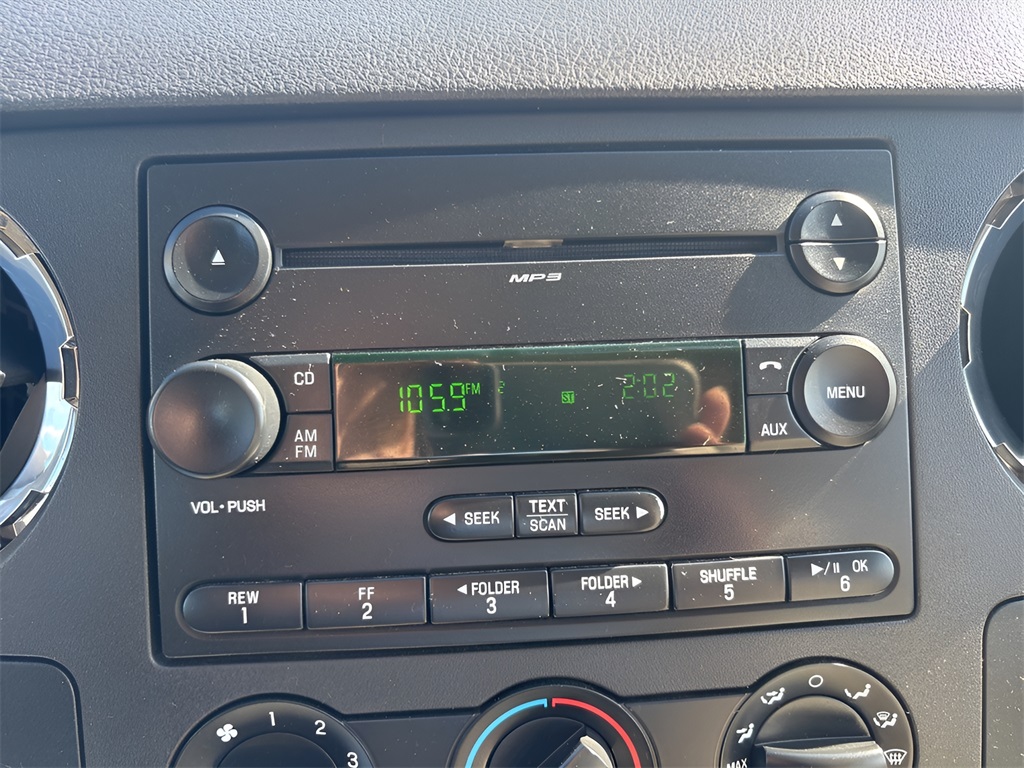 MP3
CD
105.9 FM
ST
2:02
MENU
AM
FM
AUX
VOL•PUSH
◄ SEEK
TEXT
SCAN
SEEK ►
REW
1
FF
2
◄ FOLDER
3
FOLDER ►
4
SHUFFLE
5
►/II OK
6
1
2
3
MAX